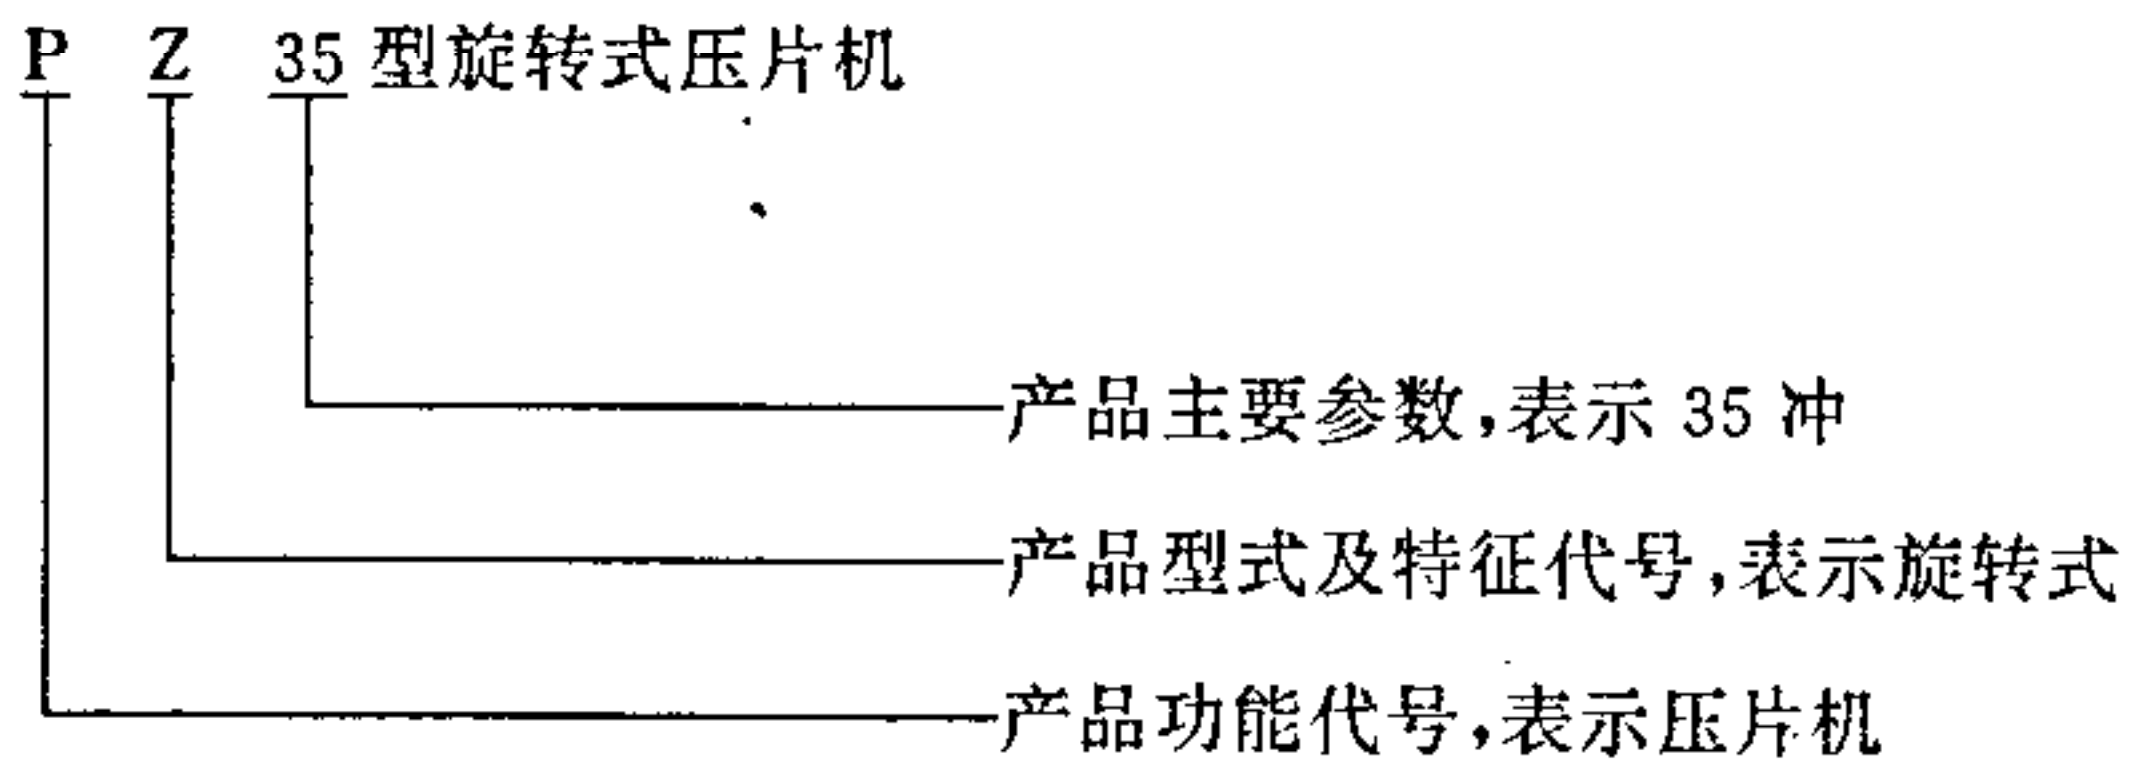 P Z 35 型旋转式压片机
产品主要参数,表示 35 冲
产品型式及特征代号,表示旋转式
产品功能代号,表示压片机